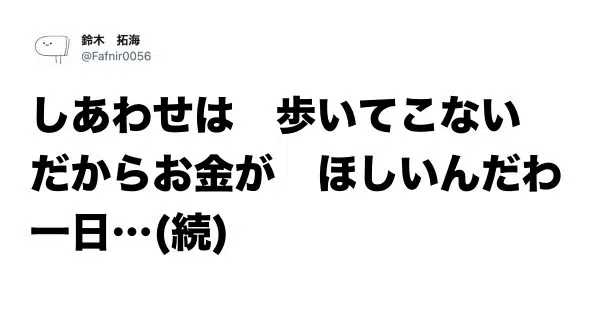 鈴木　拓海
@Fafnir0056
しあわせは　歩いてこない
だからお金が　ほしいんだわ
一日…(続)